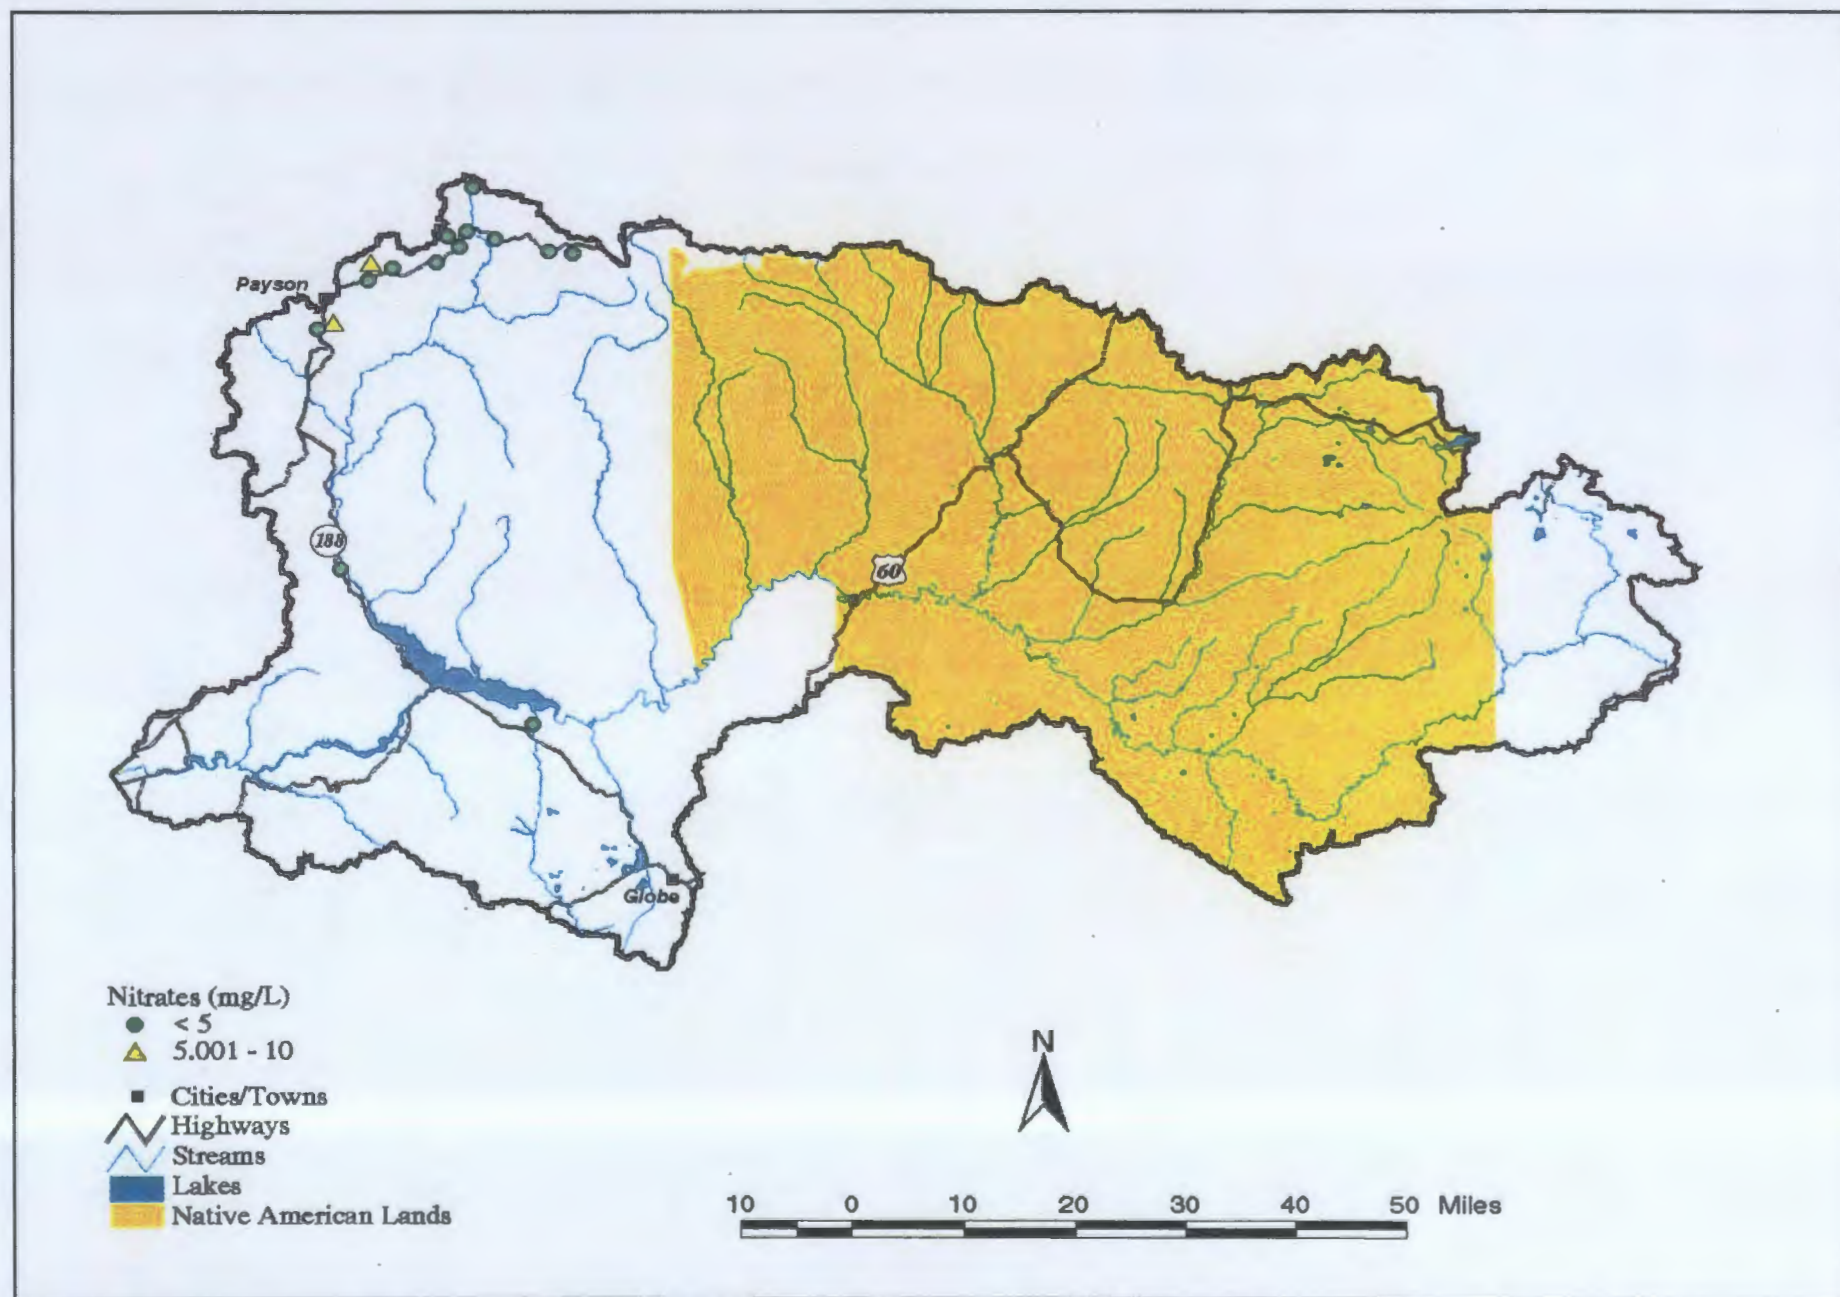 Payson
188
60
Globe
Nitrates (mg/L)
< 5
5.001 - 10
Cities/Towns
Highways
Streams
Lakes
Native American Lands
N
10 0 10 20 30 40 50 Miles